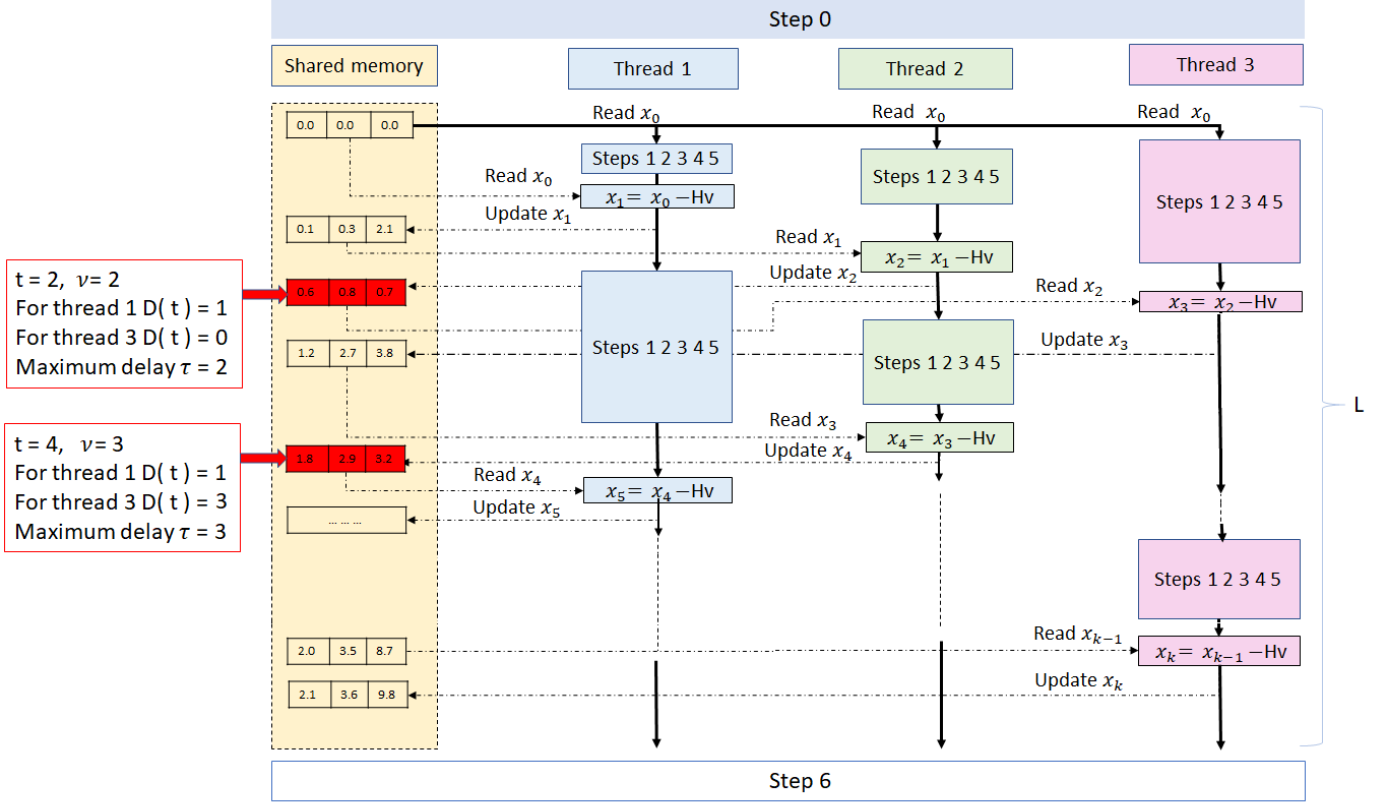 Step 0
Shared memory
Thread 1
Thread 2
Thread 3
Read x₀
Read x₀
Read x₀
0.0 0.0 0.0
Steps 1 2 3 4 5
Steps 1 2 3 4 5
Steps 1 2 3 4 5
Read x₀
x₁= x₀ –Hv
Update x₁
0.1 0.3 2.1
Read x₁
x₂= x₁ –Hv
Update x₂
t = 2, ν= 2
For thread 1 D( t ) = 1
For thread 3 D( t ) = 0
Maximum delay τ = 2
0.6 0.8 0.7
Read x₂
x₃= x₂ –Hv
Update x₃
1.2 2.7 3.8
Steps 1 2 3 4 5
Steps 1 2 3 4 5
L
Read x₃
x₄= x₃ –Hv
Update x₄
t = 4, ν= 3
For thread 1 D( t ) = 1
For thread 3 D( t ) = 3
Maximum delay τ = 3
1.8 2.9 3.2
Read x₄
x₅= x₄ –Hv
Update x₅
... ... ...
Steps 1 2 3 4 5
2.0 3.5 8.7
Read xₖ₋₁
xₖ= xₖ₋₁ –Hv
Update xₖ
2.1 3.6 9.8
Step 6